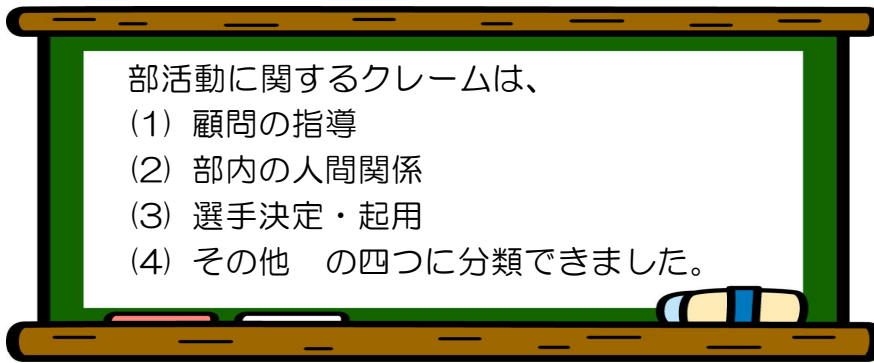 部活動に関するクレームは、
(1) 顧問の指導
(2) 部内の人間関係
(3) 選手決定・起用
(4) その他　の四つに分類できました。